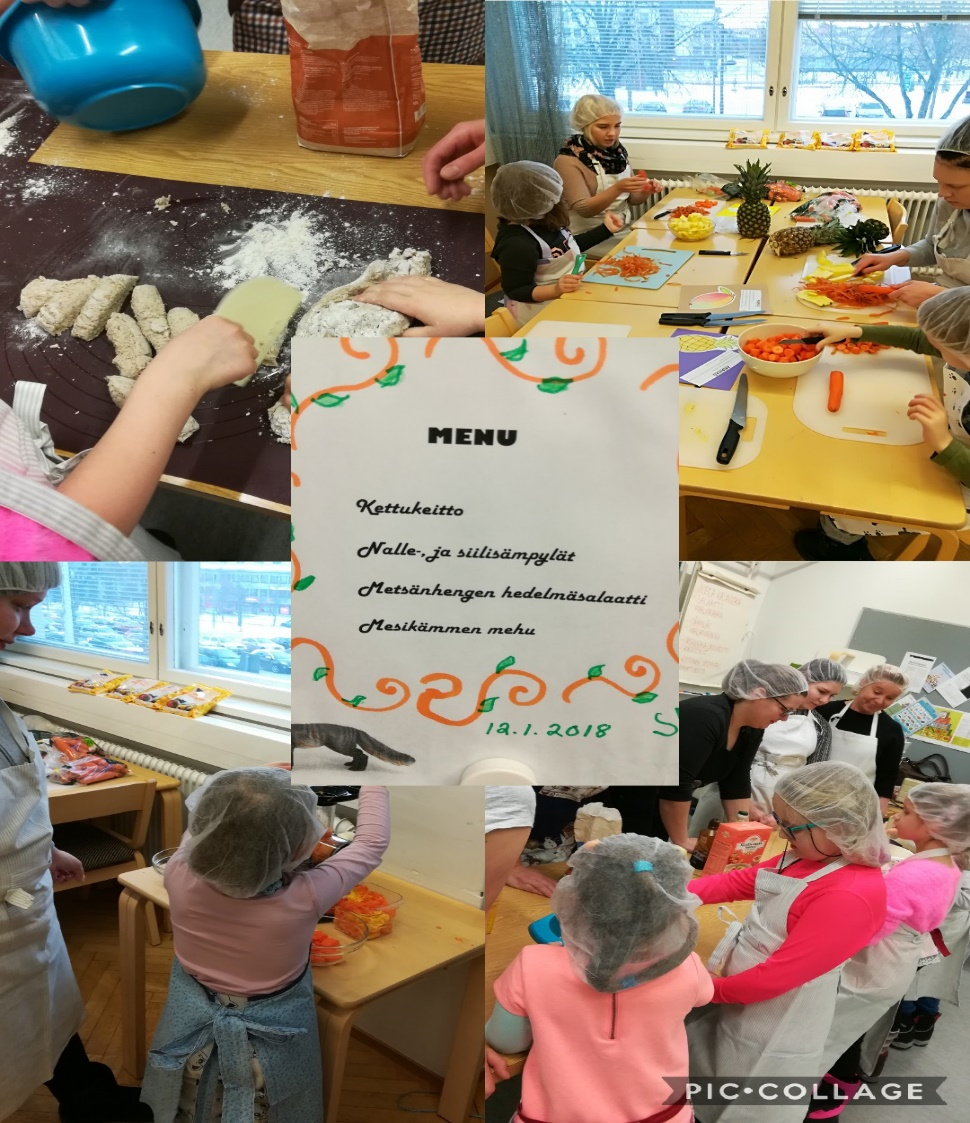 MENU
Kettukeitto
Nalle-, ja siilisämpylät
Metsänhengen hedelmäsalaatti
Mesikämmen mehu
12.1.2018
PIC•COLLAGE